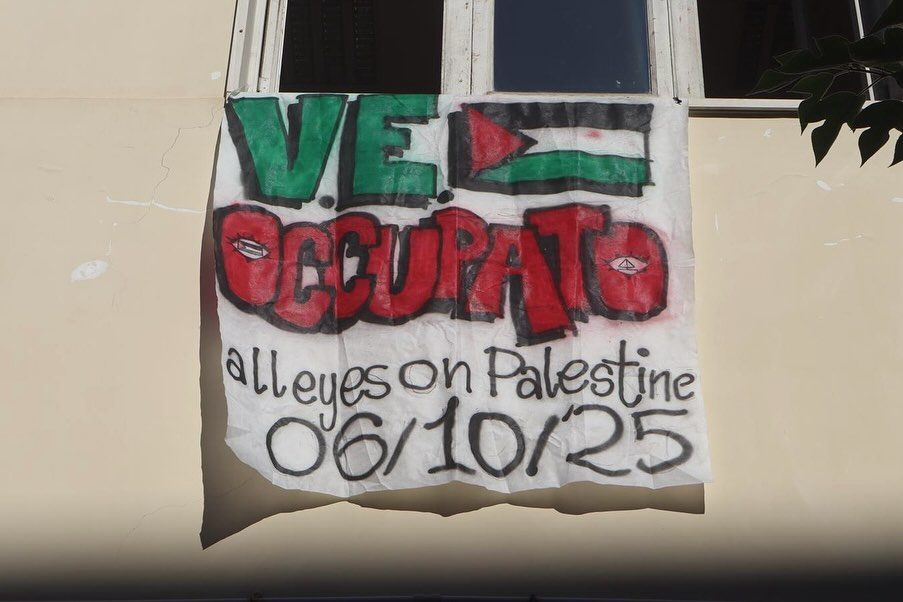 V.E.
OCCUPATO
all eyes on Palestine
06/10/25